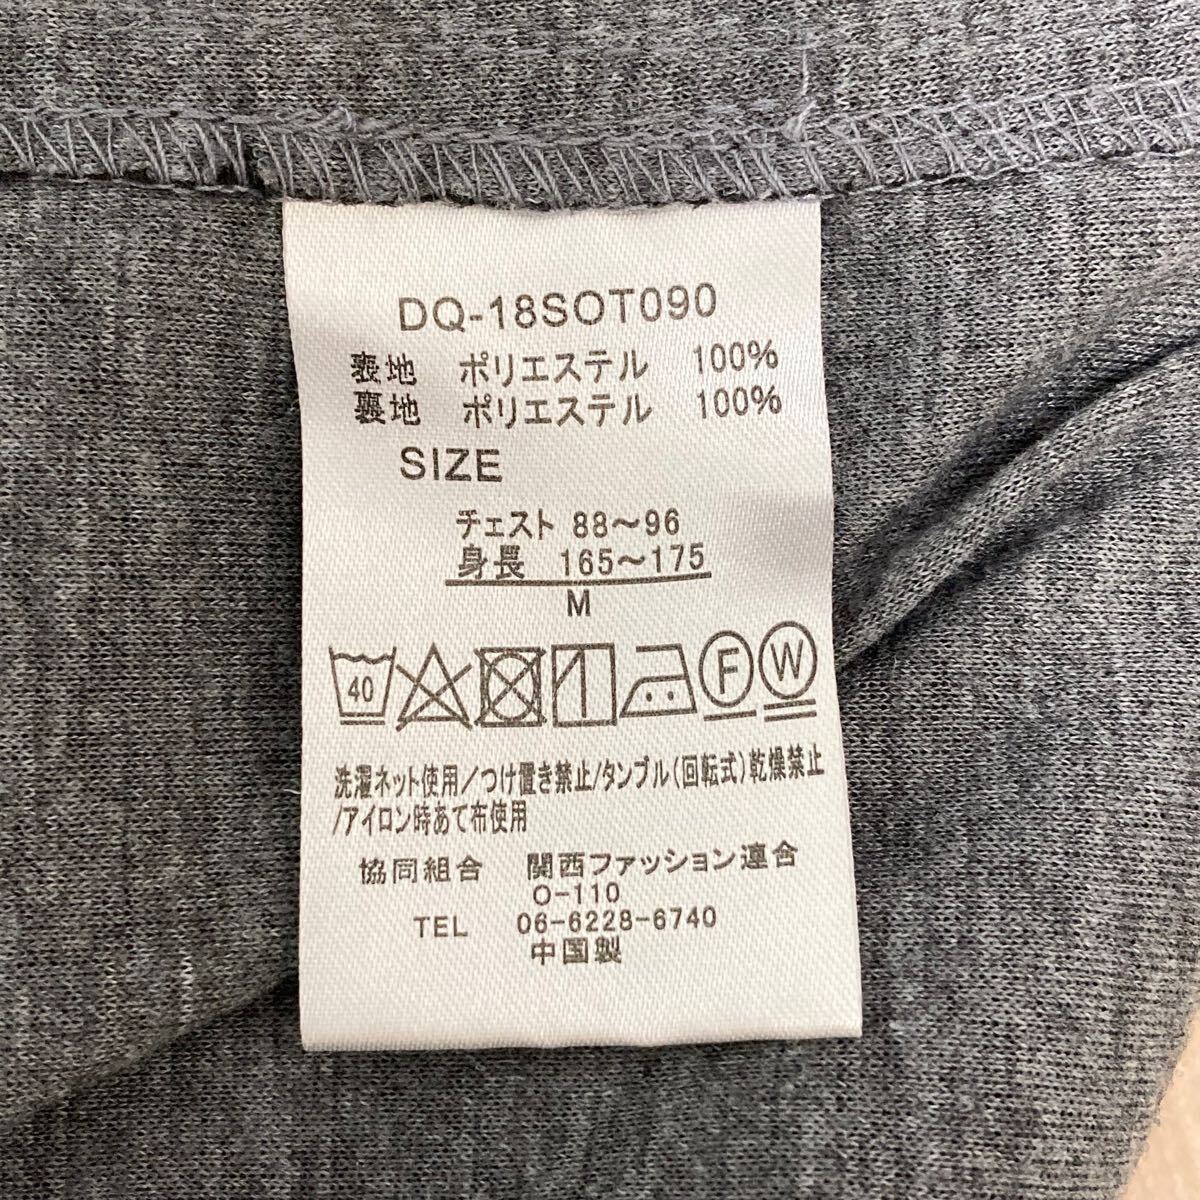 DQ-18SOT090
表地 ポリエステル 100%
裏地 ポリエステル 100%
SIZE
チェスト 88～96
身長 165～175
M
40 F W
洗濯ネット使用/つけ置き禁止/タンブル(回転式)乾燥禁止
/アイロン時あて布使用
協同組合 関西ファッション連合
O-110
TEL 06-6228-6740
中国製